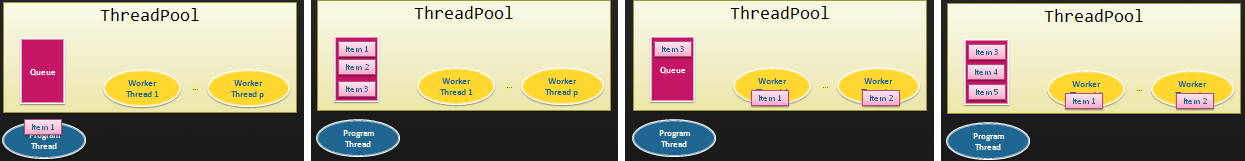 ThreadPool
Queue
Worker
Thread 1
...
Worker
Thread p
Item 1
Program
Thread
ThreadPool
Item 1
Item 2
Item 3
Worker
Thread 1
...
Worker
Thread p
Program
Thread
ThreadPool
Item 3
Queue
Worker
Item 1
...
Worker
Item 2
Program
Thread
ThreadPool
Item 3
Item 4
Item 5
Worker
Item 1
...
Worker
Item 2
Program
Thread